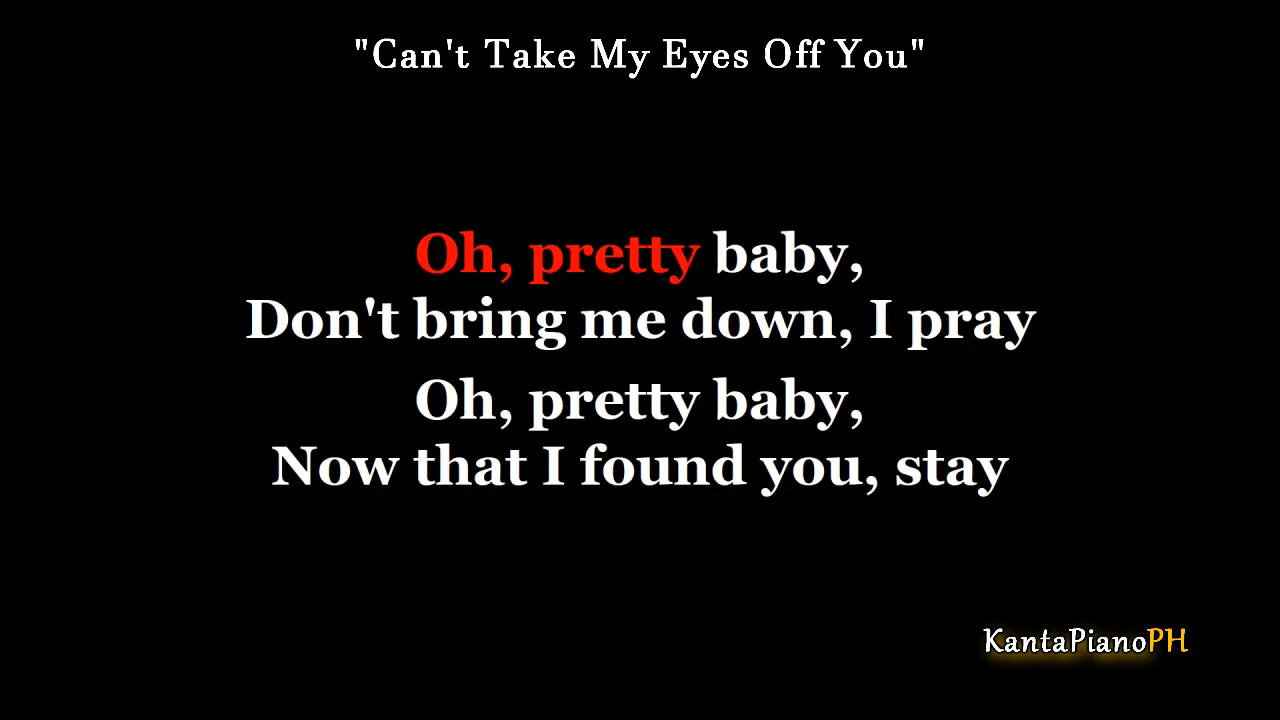 "Can't Take My Eyes Off You"
Oh, pretty baby,
Don't bring me down, I pray
Oh, pretty baby,
Now that I found you, stay
KantaPianoPH